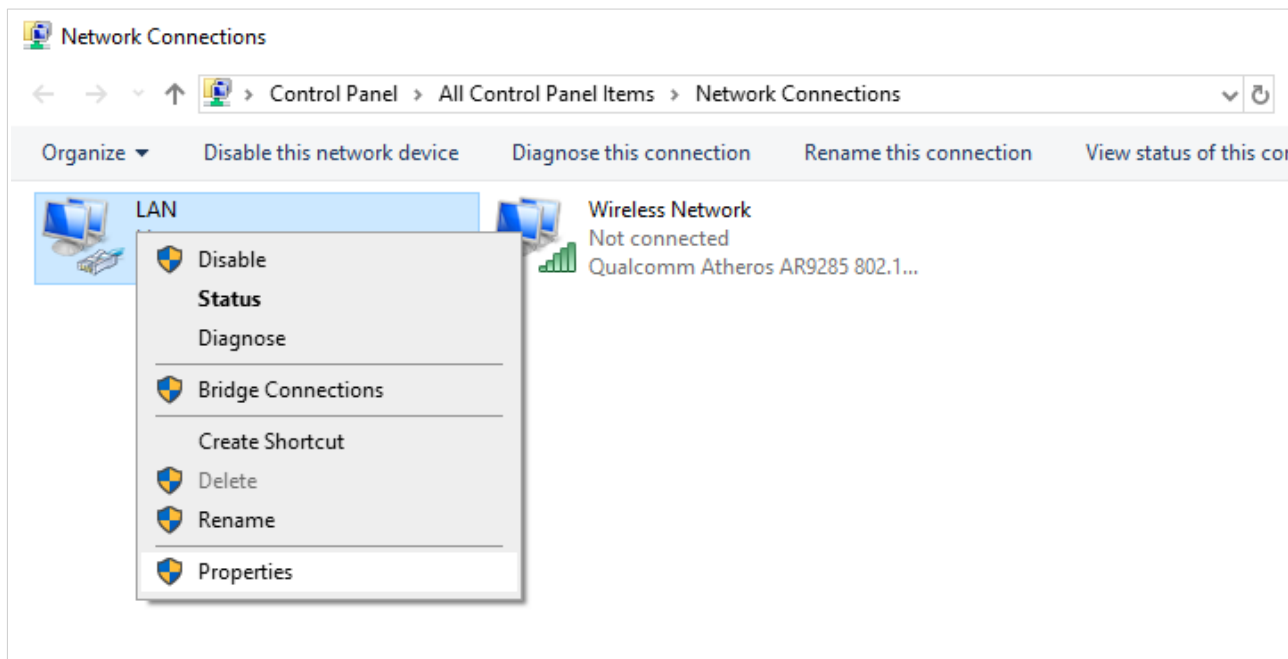 Network Connections
Control Panel > All Control Panel Items > Network Connections
Organize Disable this network device Diagnose this connection Rename this connection View status of this
LAN
Wireless Network
Not connected
Qualcomm Atheros AR9285 802.1...
Disable
Status
Diagnose
Bridge Connections
Create Shortcut
Delete
Rename
Properties